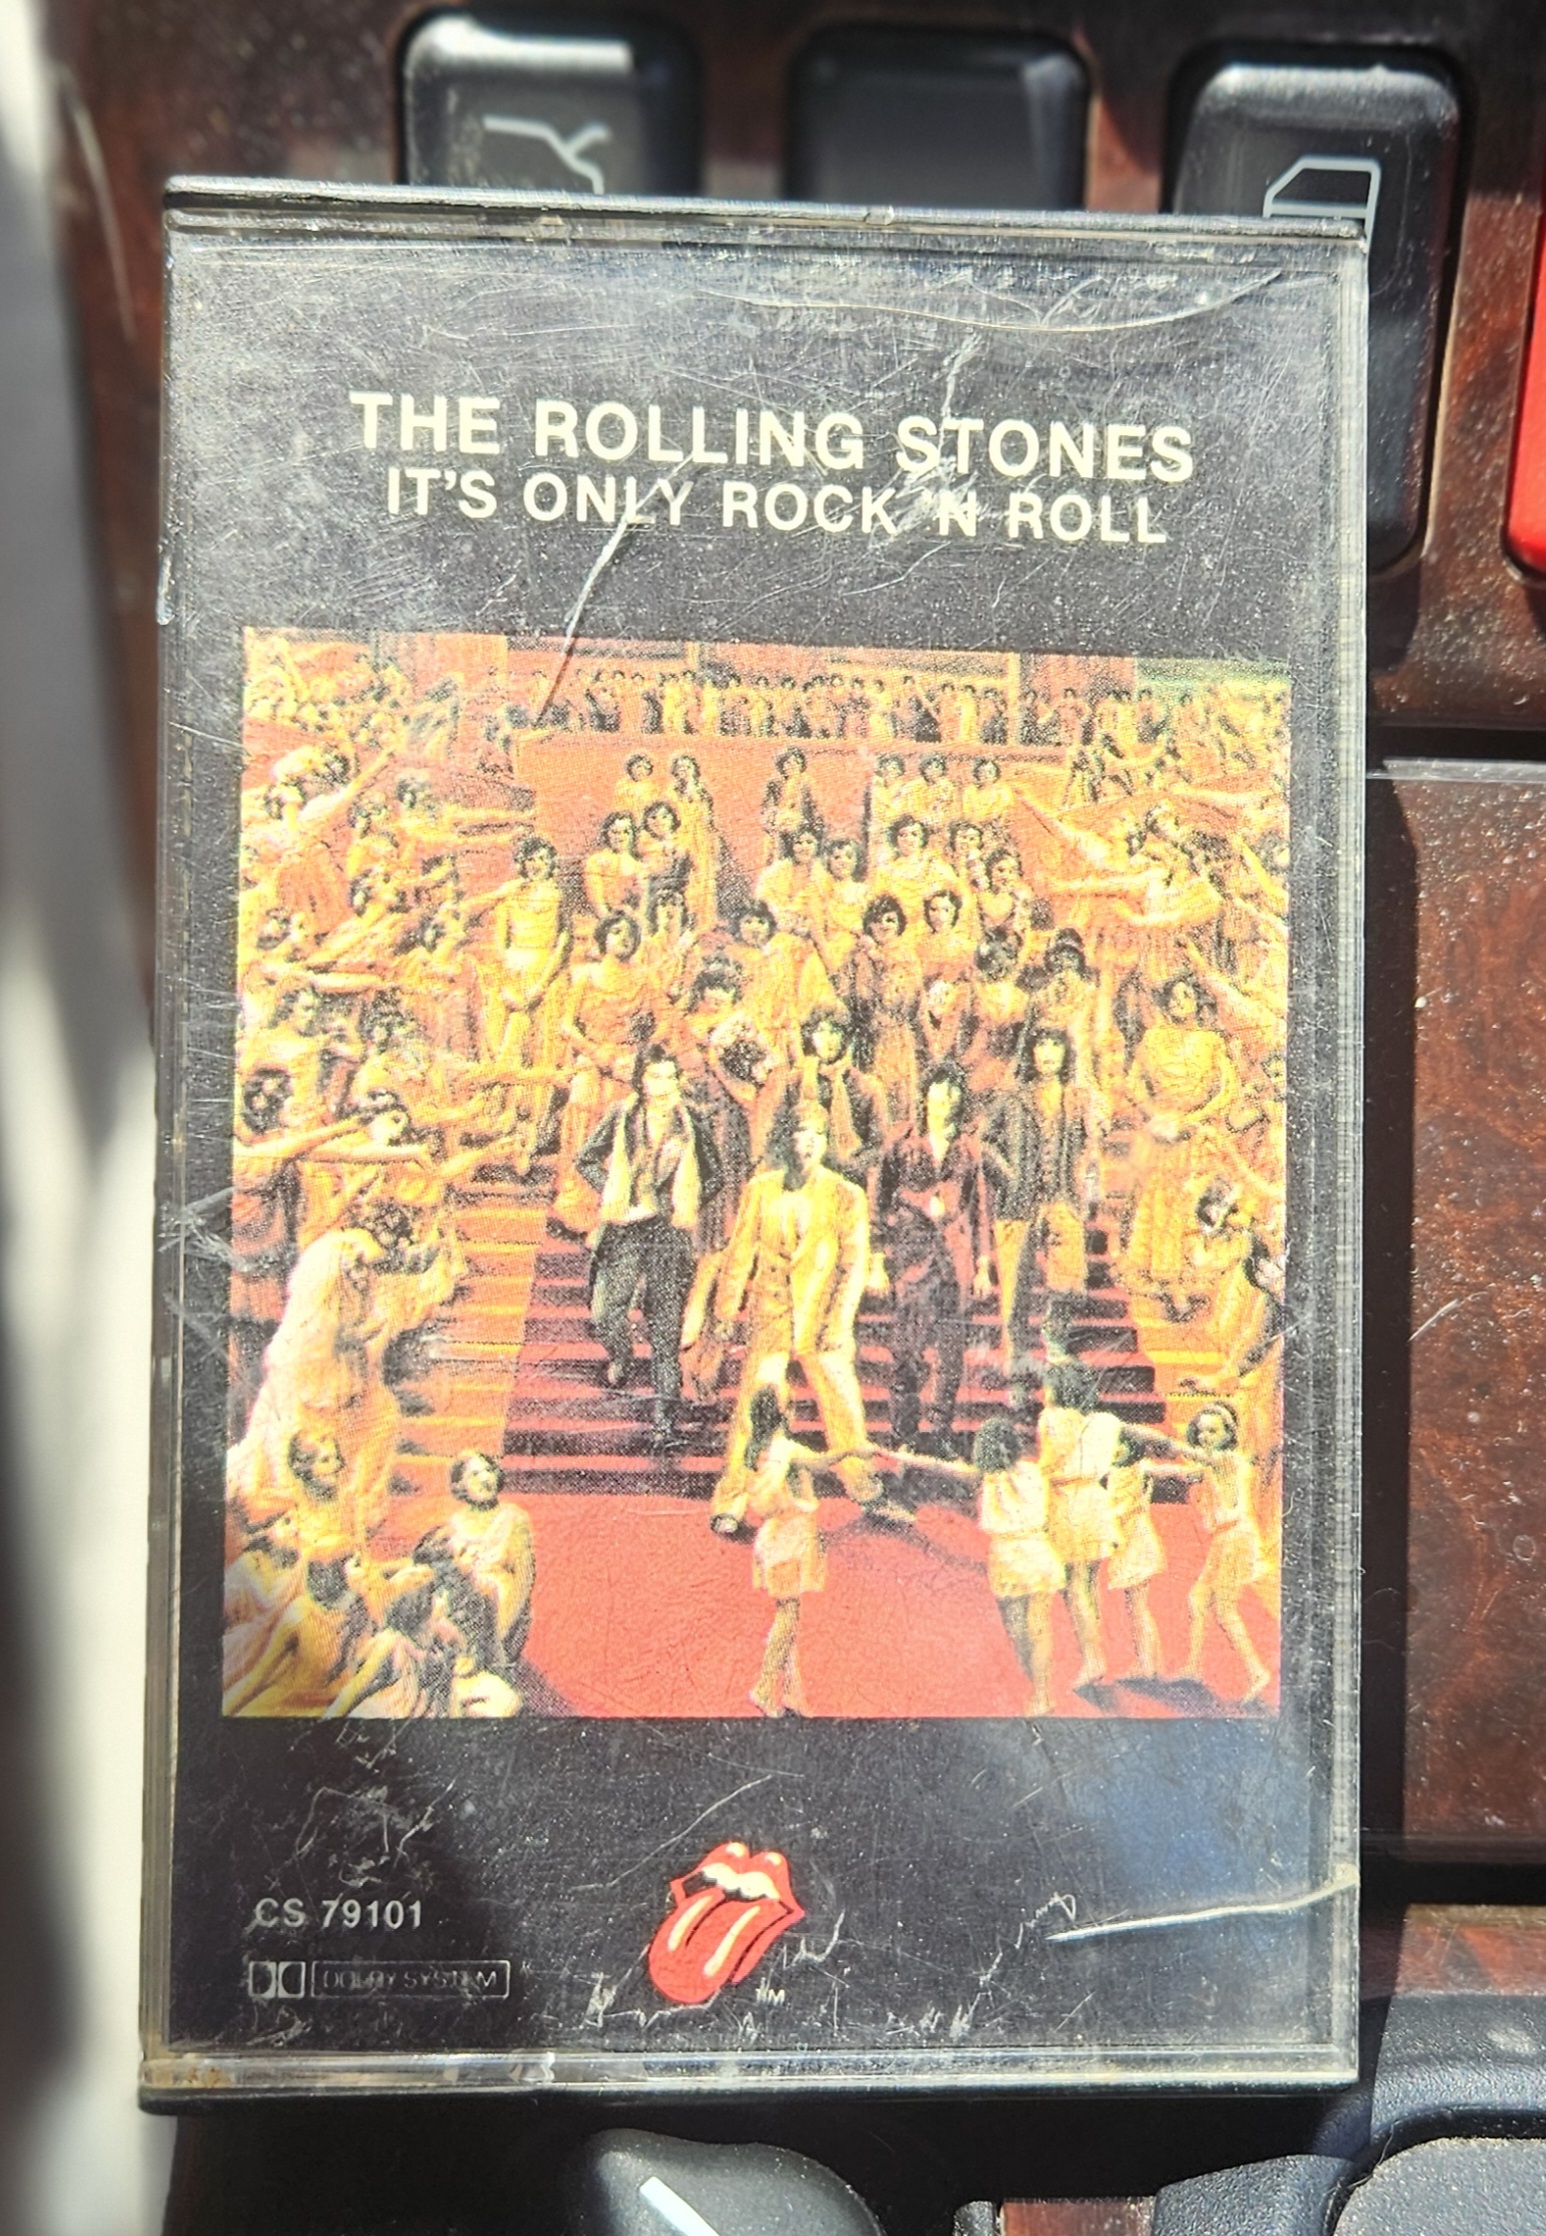 THE ROLLING STONES
IT'S ONLY ROCK 'N ROLL
CS 79101
DOLBY SYSTEM
TM